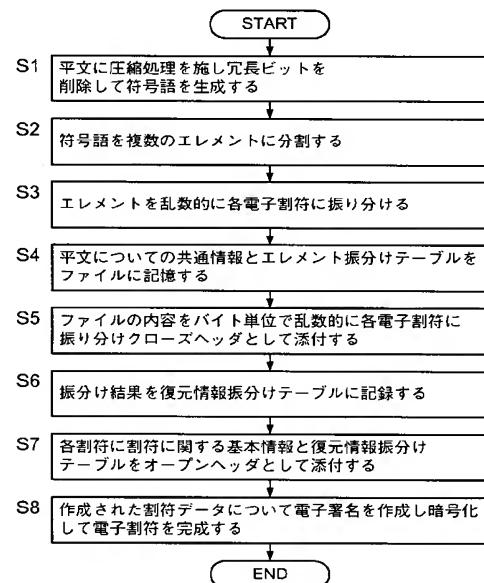 START
S1
平文に圧縮処理を施し冗長ビットを
削除して符号語を生成する
S2
符号語を複数のエレメントに分割する
S3
エレメントを乱数的に各電子割符に振り分ける
S4
平文についての共通情報とエレメント振分けテーブルを
ファイルに記憶する
S5
ファイルの内容をバイト単位で乱数的に各電子割符に
振り分けクローズヘッダとして添付する
S6
振分け結果を復元情報振分けテーブルに記録する
S7
各割符に割符に関する基本情報と復元情報振分け
テーブルをオープンヘッダとして添付する
S8
作成された割符データについて電子署名を作成し暗号化
して電子割符を完成する
END